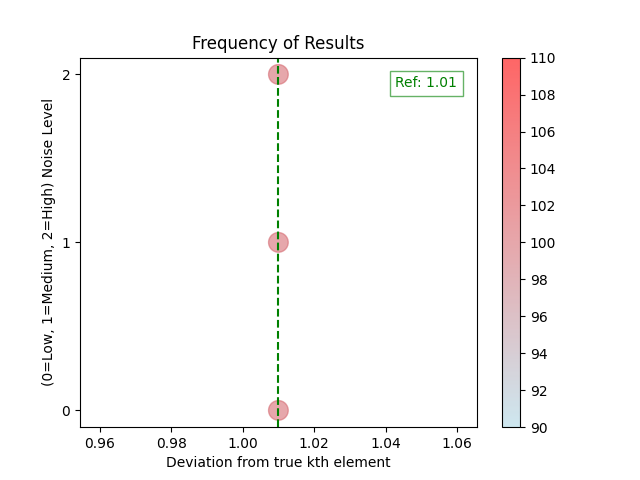 Frequency of Results
(0=Low, 1=Medium, 2=High) Noise Level
2
1
0
Ref: 1.01
0.96 0.98 1.00 1.02 1.04 1.06
Deviation from true kth element
110
108
106
104
102
100
98
96
94
92
90